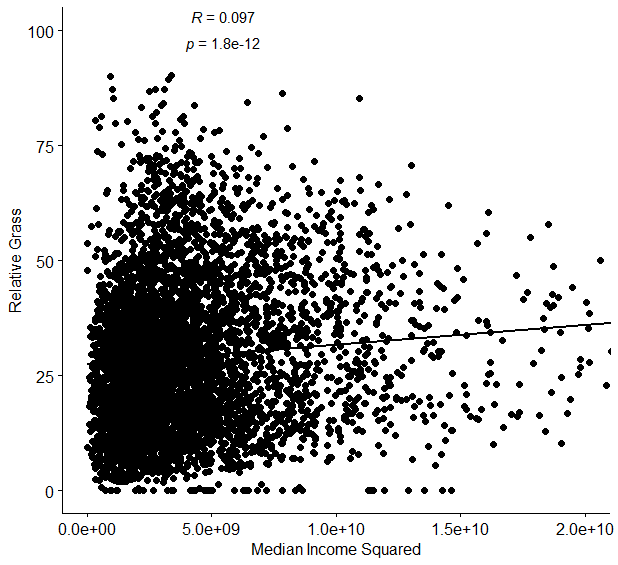 R = 0.097
p = 1.8e-12
100
75
50
25
0
Relative Grass
0.0e+00 5.0e+09 1.0e+10 1.5e+10 2.0e+10
Median Income Squared